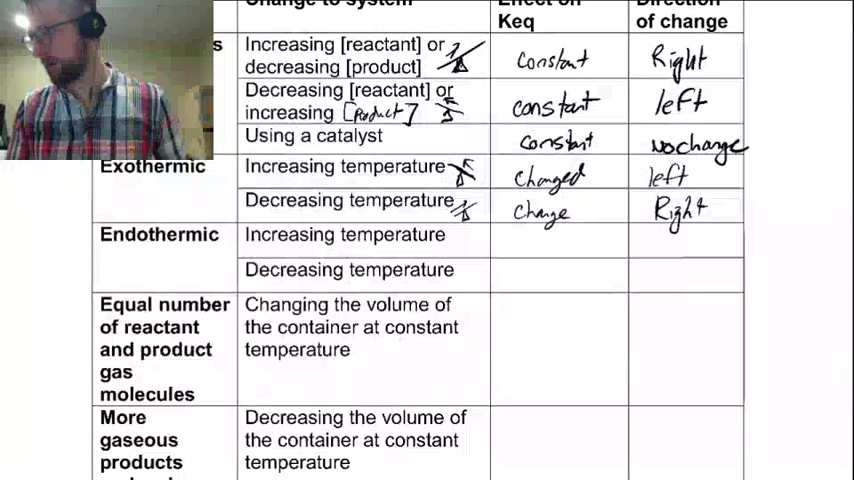 Change to system
Effect on
Keq
Direction
of change
s
Increasing [reactant] or
decreasing [product]
constant
Right
Decreasing [reactant] or
increasing [product]
constant
left
Using a catalyst
constant
no change
Exothermic
Increasing temperature
changed
left
Decreasing temperature
change
Right
Endothermic
Increasing temperature
Decreasing temperature
Equal number
of reactant
and product
gas
molecules
Changing the volume of
the container at constant
temperature
More
gaseous
products
Decreasing the volume of
the container at constant
temperature